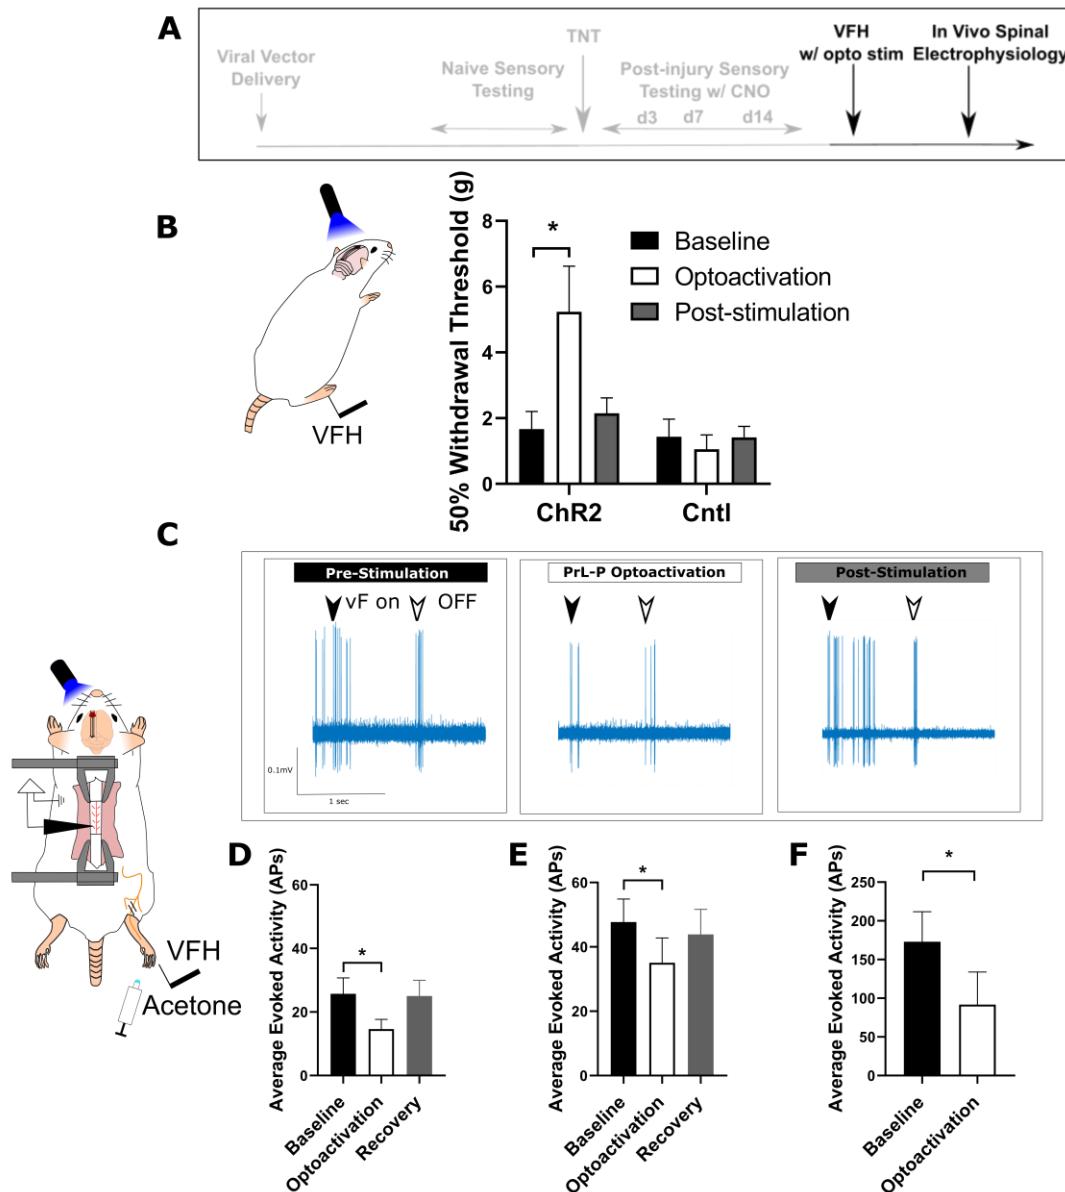 A
Viral Vector
Delivery
Naive Sensory
Testing
TNT
Post-injury Sensory
Testing w/ CNO
d3 d7 d14
VFH
w/ opto stim
In Vivo Spinal
Electrophysiology
B
VFH
50% Withdrawal Threshold (g)
8
6
4
2
0
*
Baseline
Optoactivation
Post-stimulation
ChR2
Cntl
C
Pre-Stimulation
vF on OFF
0.1mV
1 sec
PrL-P Optoactivation
Post-Stimulation
VFH
Acetone
D
Average Evoked Activity (APs)
60
40
20
0
*
Baseline
Optoactivation
Recovery
E
Average Evoked Activity (APs)
60
40
20
0
*
Baseline
Optoactivation
Recovery
F
Average Evoked Activity (APs)
250
200
150
100
50
0
*
Baseline
Optoactivation